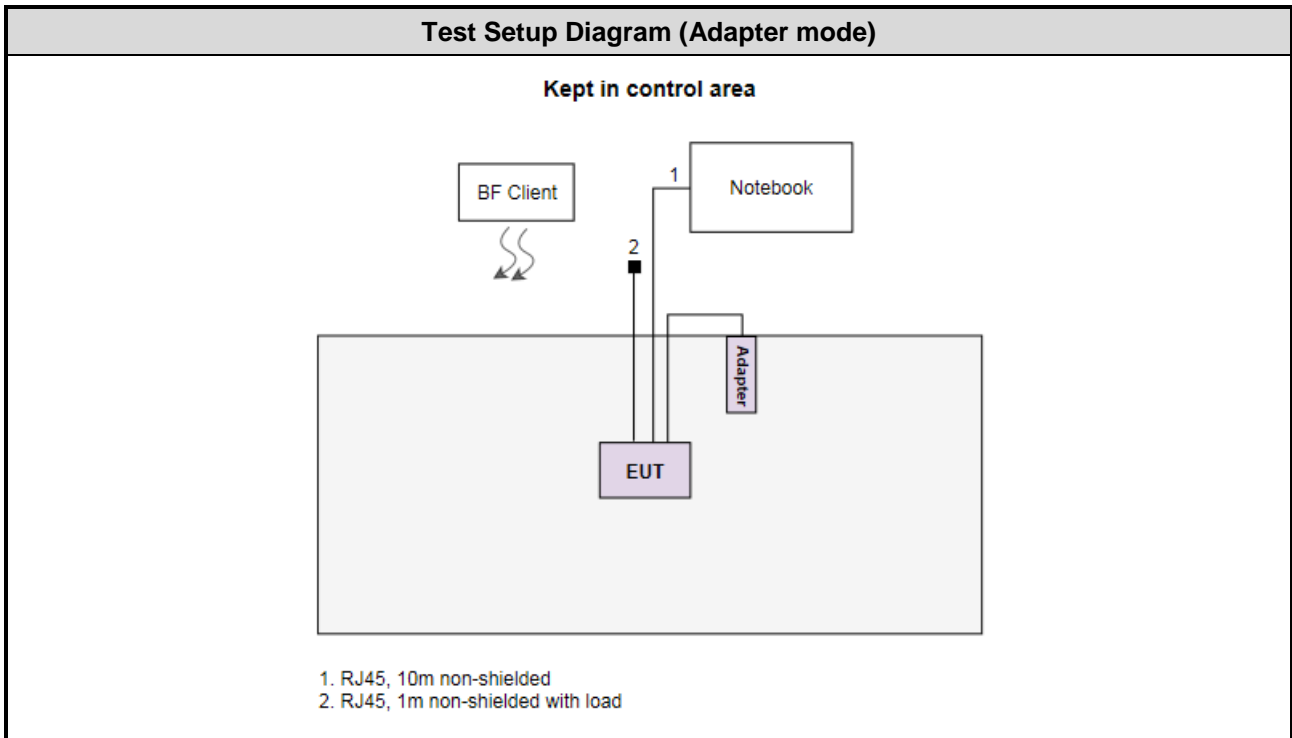 Test Setup Diagram (Adapter mode)
Kept in control area
BF Client
1
Notebook
2
Adapter
EUT
1. RJ45, 10m non-shielded
2. RJ45, 1m non-shielded with load